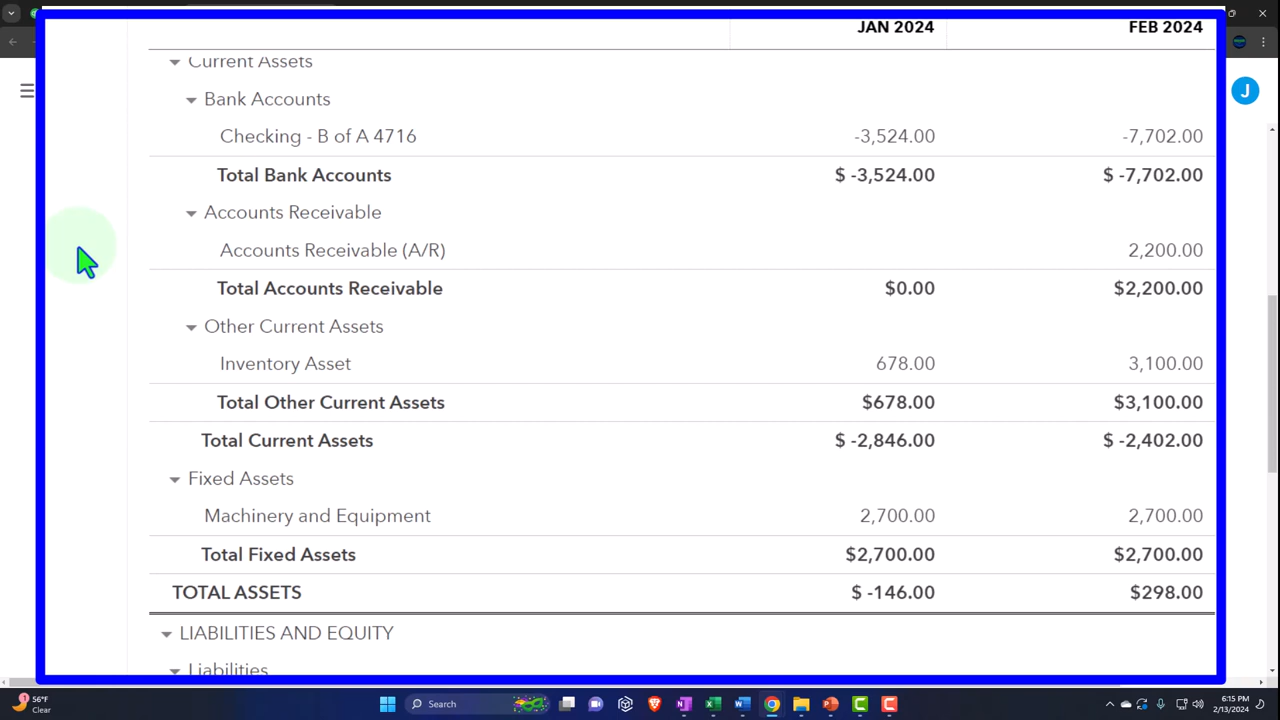 JAN 2024 FEB 2024
Current Assets
Bank Accounts
Checking - B of A 4716 -3,524.00 -7,702.00
Total Bank Accounts $ -3,524.00 $ -7,702.00
Accounts Receivable
Accounts Receivable (A/R) 2,200.00
Total Accounts Receivable $0.00 $2,200.00
Other Current Assets
Inventory Asset 678.00 3,100.00
Total Other Current Assets $678.00 $3,100.00
Total Current Assets $ -2,846.00 $ -2,402.00
Fixed Assets
Machinery and Equipment 2,700.00 2,700.00
Total Fixed Assets $2,700.00 $2,700.00
TOTAL ASSETS $ -146.00 $298.00
LIABILITIES AND EQUITY
Liabilities
J
56°F
Clear
Search
6:15 PM
2/13/2024